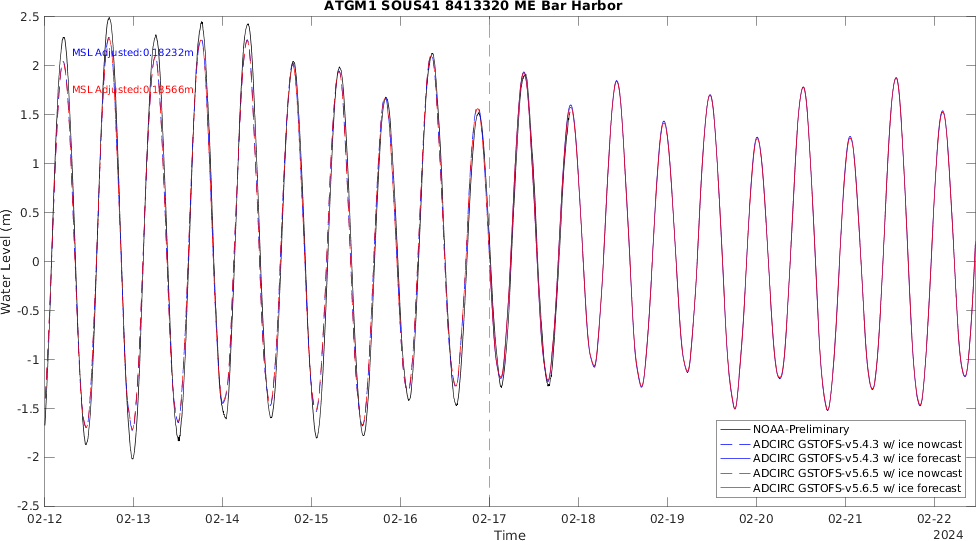 ATGM1 SOUS41 8413320 ME Bar Harbor
2.5
2
1.5
1
0.5
0
-0.5
-1
-1.5
-2
-2.5
Water Level (m)
MSL Adjusted:0.18232m
MSL Adjusted:0.18566m
NOAA-Preliminary
ADCIRC GSTOFS-v5.4.3 w/ ice nowcast
ADCIRC GSTOFS-v5.4.3 w/ ice forecast
ADCIRC GSTOFS-v5.6.5 w/ ice nowcast
ADCIRC GSTOFS-v5.6.5 w/ ice forecast
02-12 02-13 02-14 02-15 02-16 02-17 02-18 02-19 02-20 02-21 02-22
Time
2024